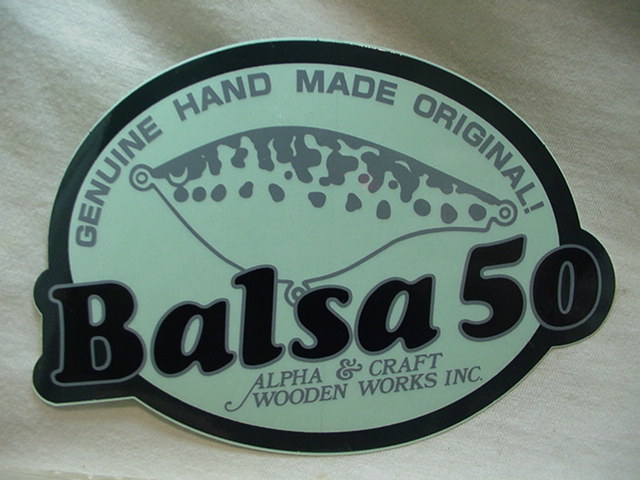 GENUINE HAND MADE ORIGINAL!
Balsa 50
ALPHA & CRAFT
WOODEN WORKS INC.